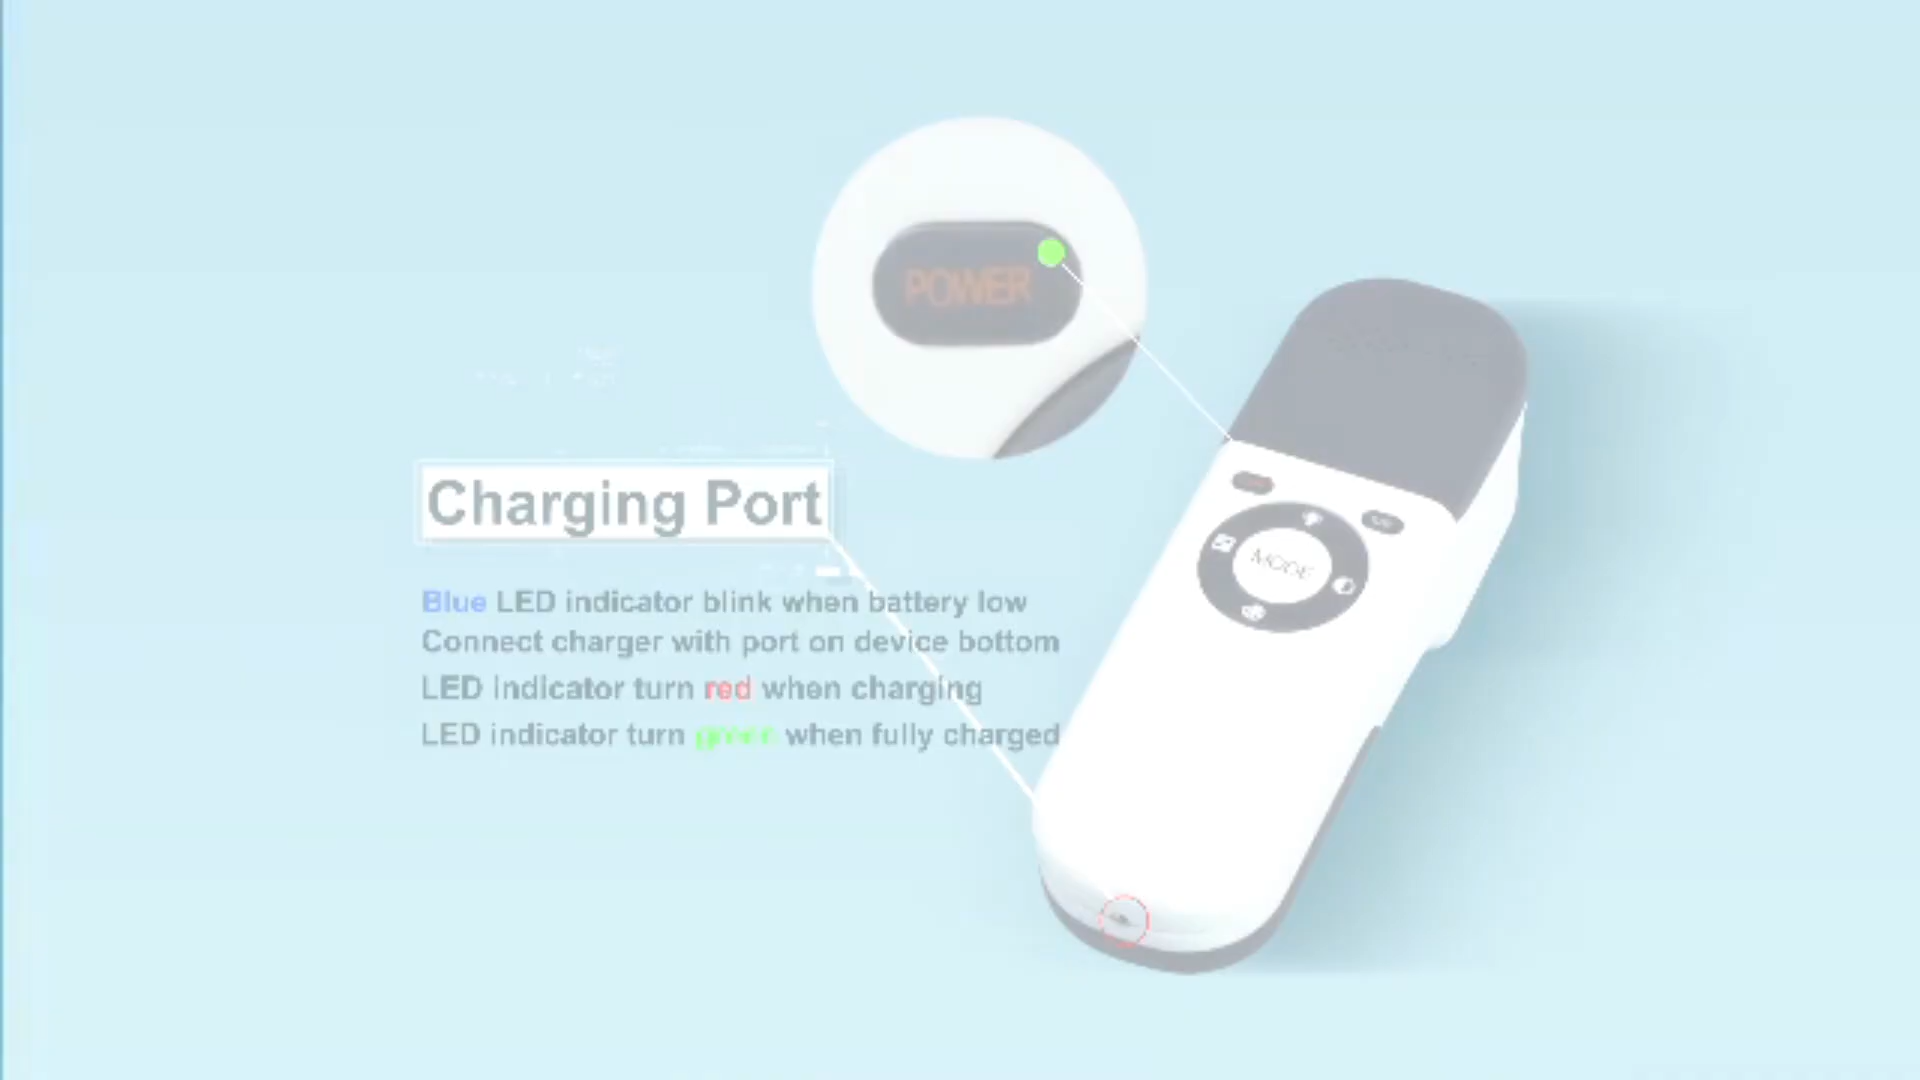 POWER
Charging Port
MODE
Blue LED indicator blink when battery low
Connect charger with port on device bottom
LED indicator turn red when charging
LED indicator turn green when fully charged